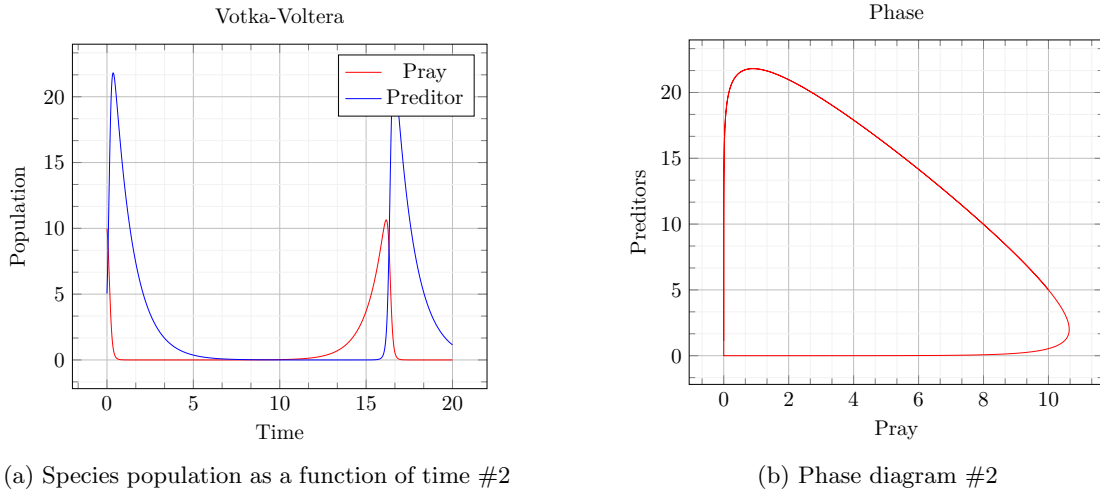 Votka-Voltera
Pray
Preditor
20
15
10
5
0
Population
0 5 10 15 20
Time
(a) Species population as a function of time #2
Phase
20
15
10
5
0
Preditors
0 2 4 6 8 10
Pray
(b) Phase diagram #2